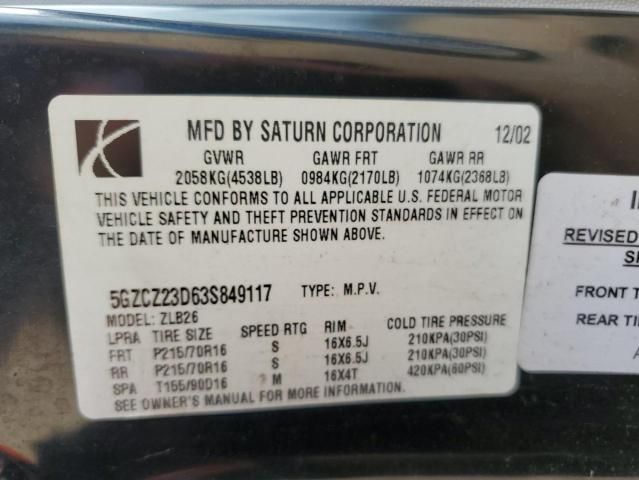 MFD BY SATURN CORPORATION 12/02
GVWR GAWR FRT GAWR RR
2058KG(4538LB) 0984KG(2170LB) 1074KG(2368LB)
THIS VEHICLE CONFORMS TO ALL APPLICABLE U.S. FEDERAL MOTOR
VEHICLE SAFETY AND THEFT PREVENTION STANDARDS IN EFFECT ON
THE DATE OF MANUFACTURE SHOWN ABOVE.
5GZCZ23D63S849117 TYPE: M.P.V.
MODEL: ZLB26
LPRA TIRE SIZE SPEED RTG RIM COLD TIRE PRESSURE
FRT P215/70R16 S 16X6.5J 210KPA(30PSI)
RR P215/70R16 S 16X6.5J 210KPA(30PSI)
SPA T155/90D16 M 16X4T 420KPA(60PSI)
SEE OWNER'S MANUAL FOR MORE INFORMATION.
REVISED
FRONT T
REAR TIR